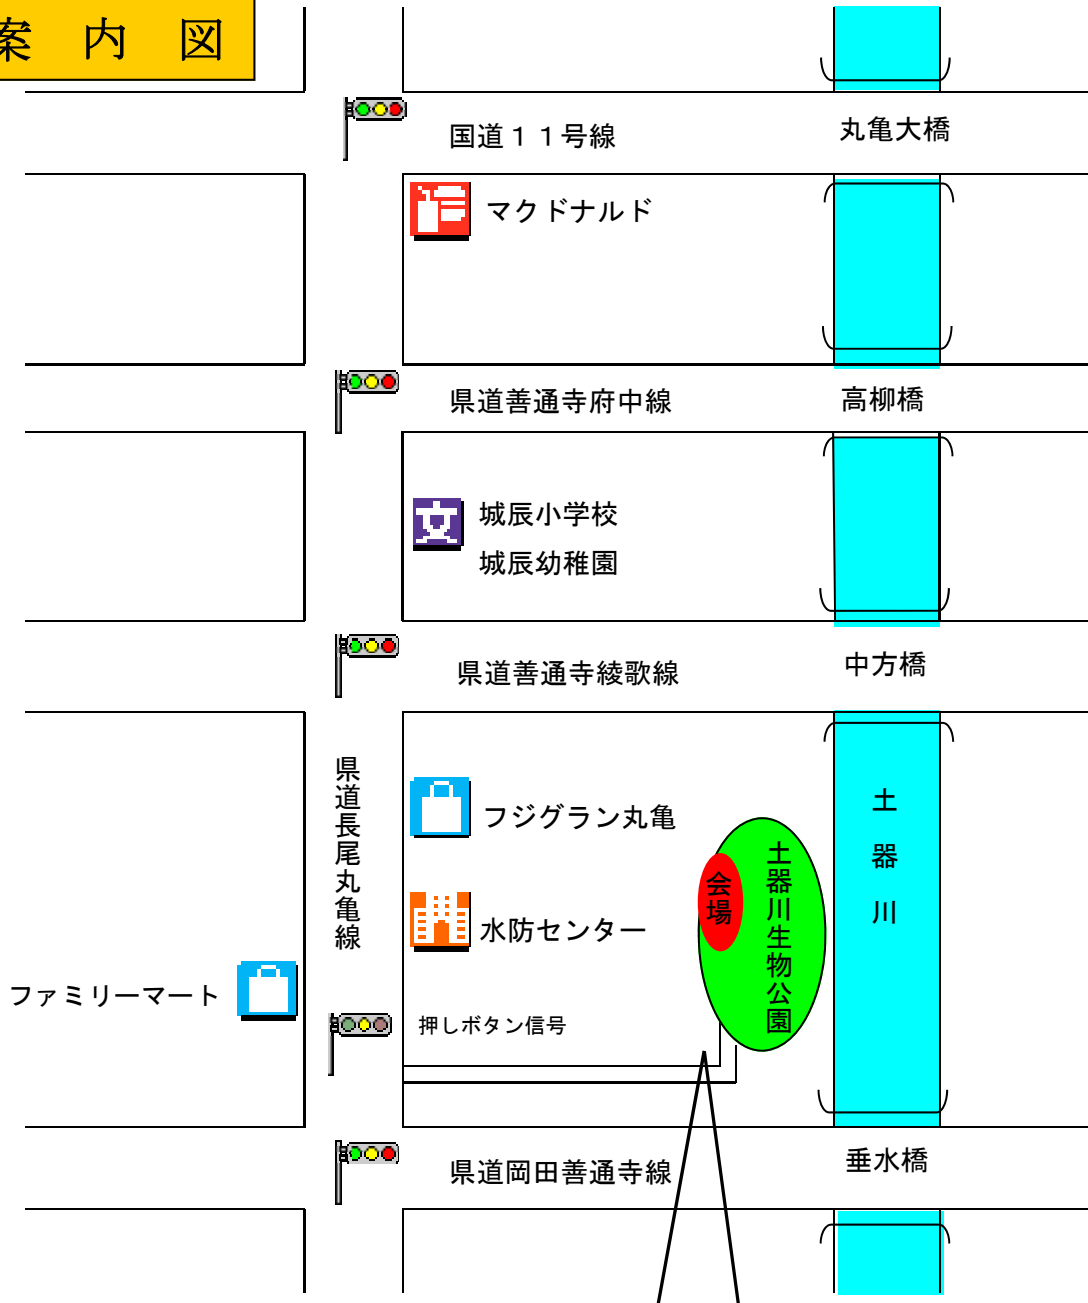 案内図
国道１１号線
丸亀大橋
マクドナルド
県道善通寺府中線
高柳橋
文
城辰小学校
城辰幼稚園
県道善通寺綾歌線
中方橋
県道長尾丸亀線
フジグラン丸亀
土器川
会場
土器川生物公園
水防センター
ファミリーマート
押しボタン信号
県道岡田善通寺線
垂水橋